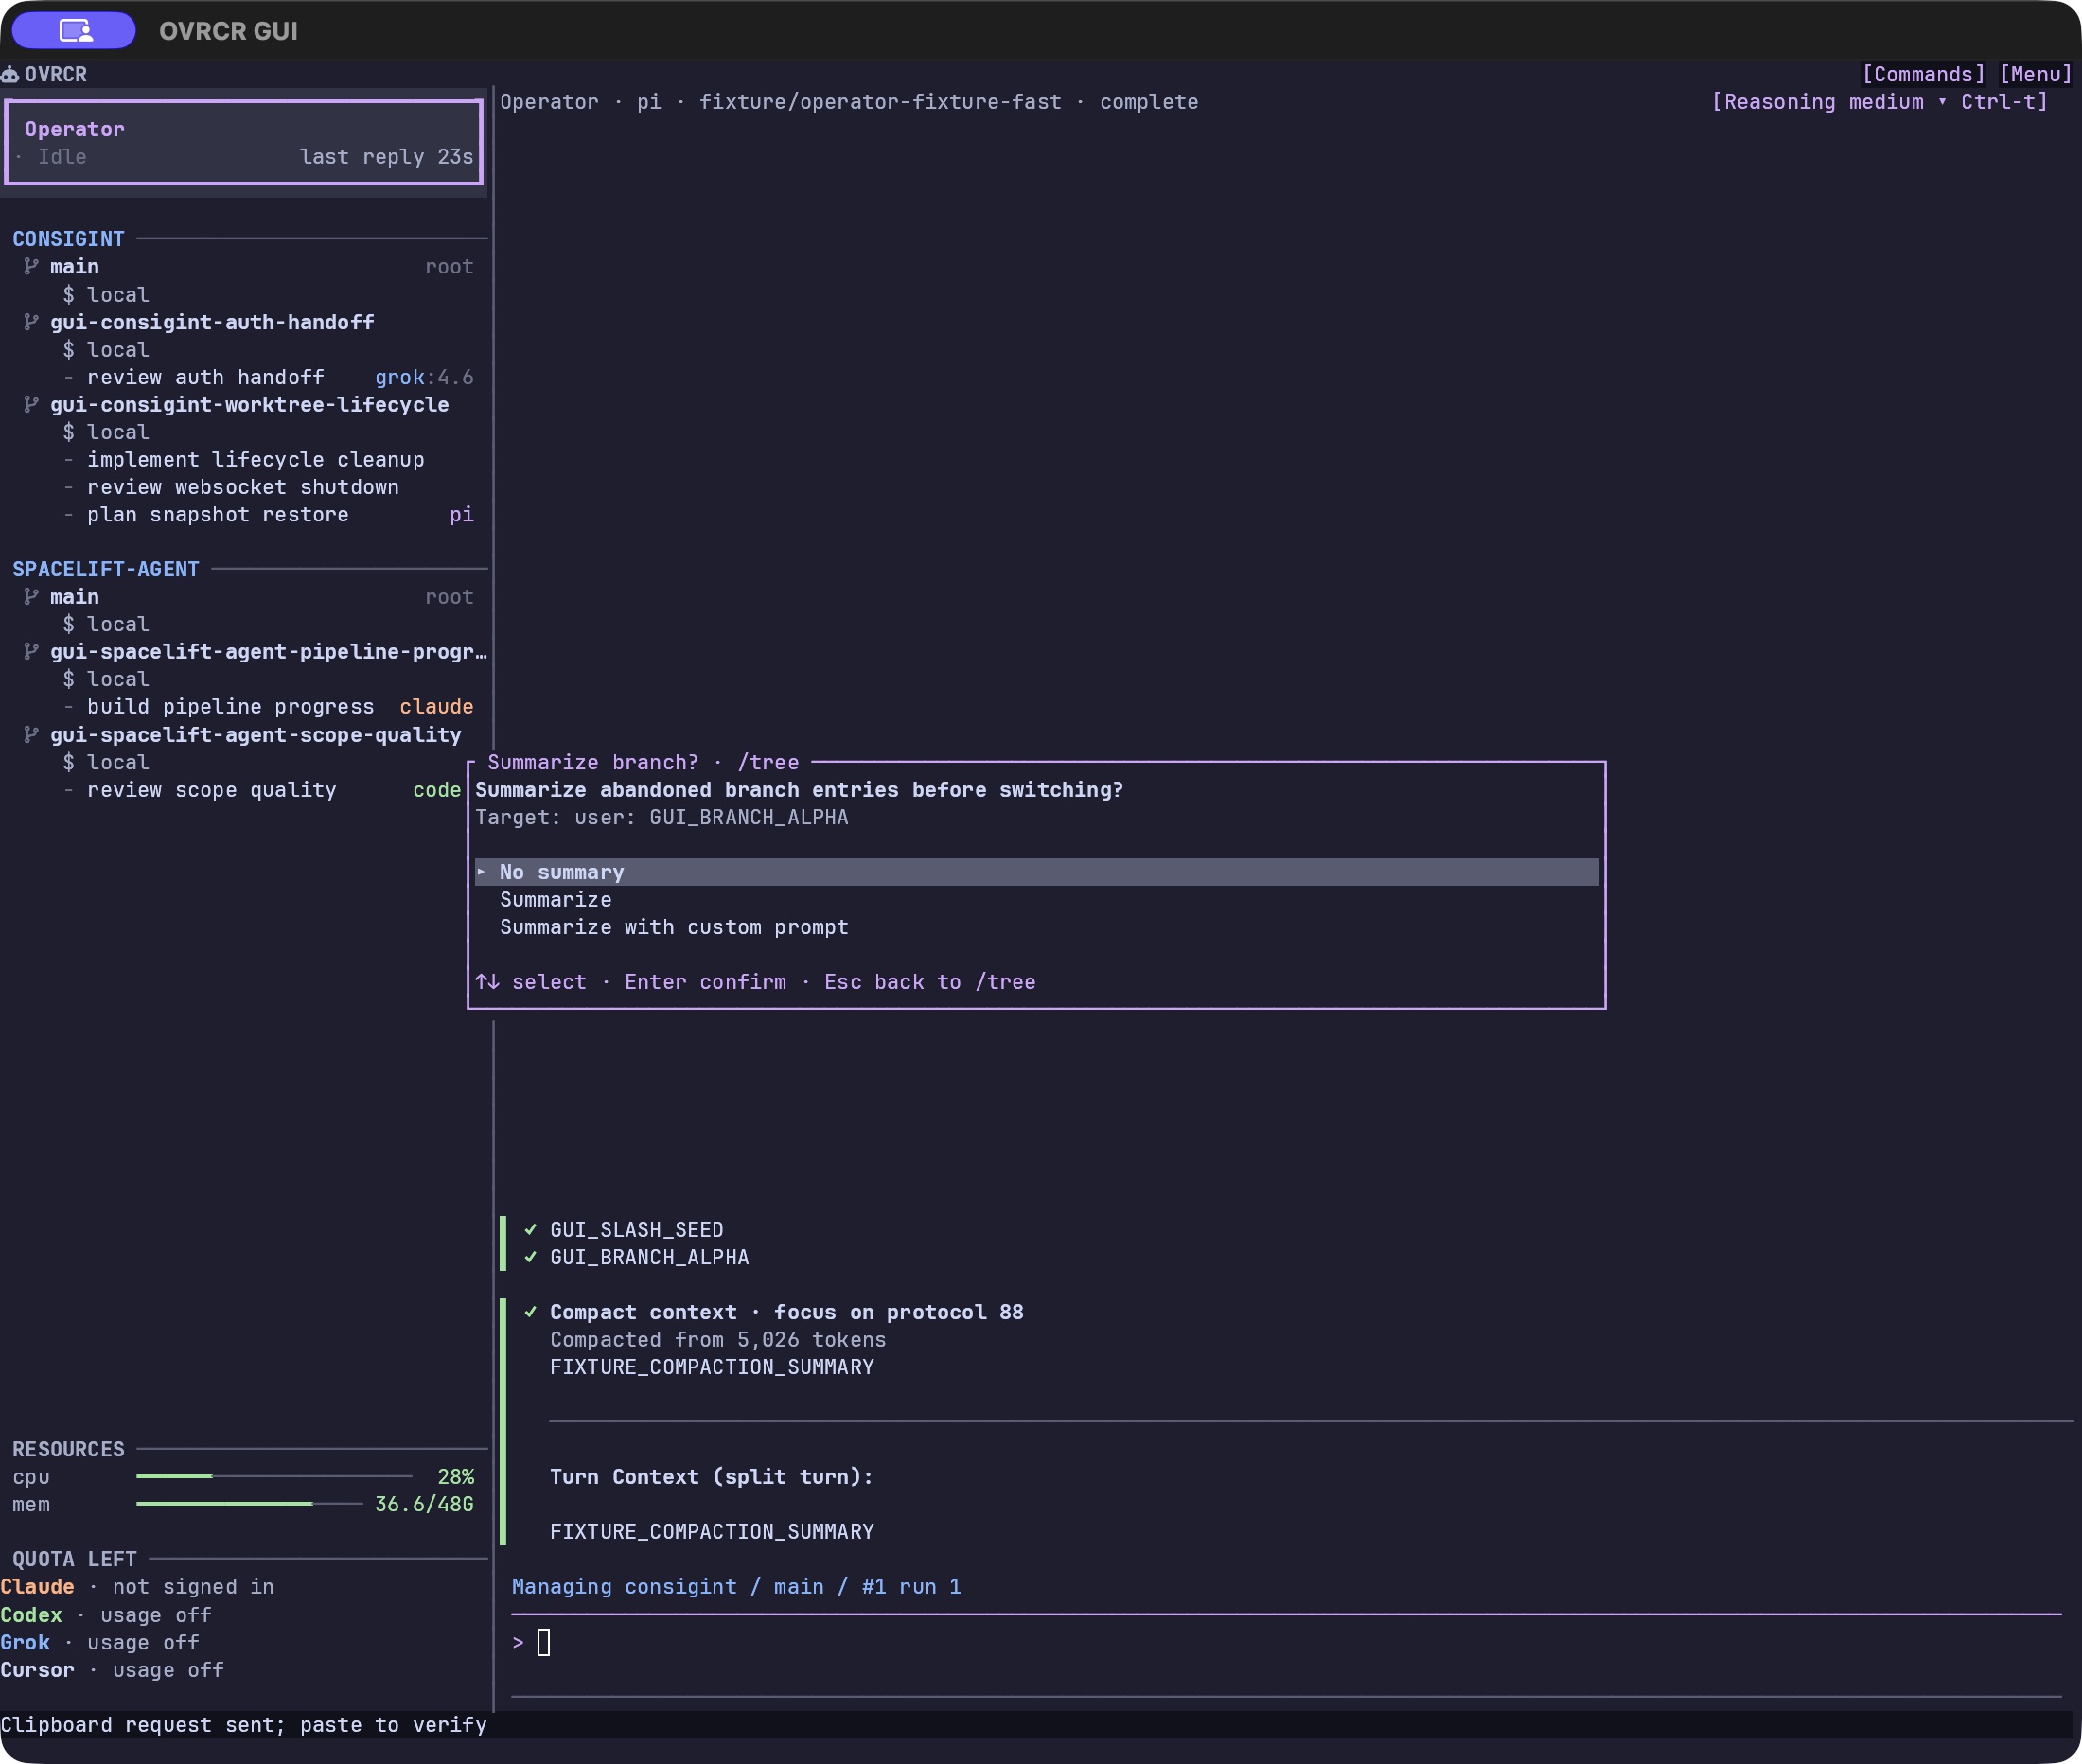 OVRCR GUI
OVRCR [Commands] [Menu]
Operator
· Idle last reply 23s
CONSIGINT
main root
$ local
gui-consigint-auth-handoff
$ local
- review auth handoff grok:4.6
gui-consigint-worktree-lifecycle
$ local
- implement lifecycle cleanup
- review websocket shutdown
- plan snapshot restore pi
SPACELIFT-AGENT
main root
$ local
gui-spacelift-agent-pipeline-progr…
$ local
- build pipeline progress claude
gui-spacelift-agent-scope-quality
$ local
- review scope quality code
RESOURCES
cpu 28%
mem 36.6/48G
QUOTA LEFT
Claude · not signed in
Codex · usage off
Grok · usage off
Cursor · usage off
Operator · pi · fixture/operator-fixture-fast · complete [Reasoning medium ▾ Ctrl-t]
Summarize branch? · /tree
Summarize abandoned branch entries before switching?
Target: user: GUI_BRANCH_ALPHA
▸ No summary
Summarize
Summarize with custom prompt
↑↓ select · Enter confirm · Esc back to /tree
✓ GUI_SLASH_SEED
✓ GUI_BRANCH_ALPHA
✓ Compact context · focus on protocol 88
Compacted from 5,026 tokens
FIXTURE_COMPACTION_SUMMARY
Turn Context (split turn):
FIXTURE_COMPACTION_SUMMARY
Managing consigint / main / #1 run 1
>
Clipboard request sent; paste to verify